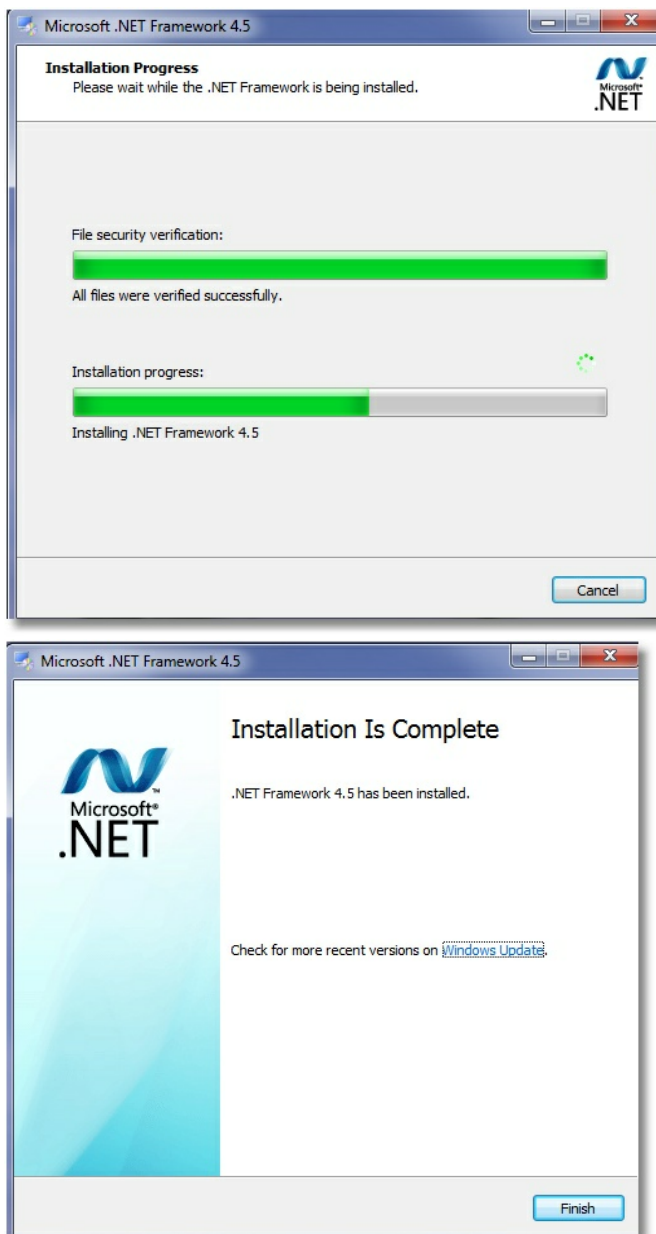 Microsoft .NET Framework 4.5
Installation Progress
Please wait while the .NET Framework is being installed.
Microsoft®
.NET
File security verification:
All files were verified successfully.
Installation progress:
Installing .NET Framework 4.5
Cancel
Microsoft .NET Framework 4.5
Installation Is Complete
.NET Framework 4.5 has been installed.
™
Microsoft®
.NET
Check for more recent versions on Windows Update.
Finish